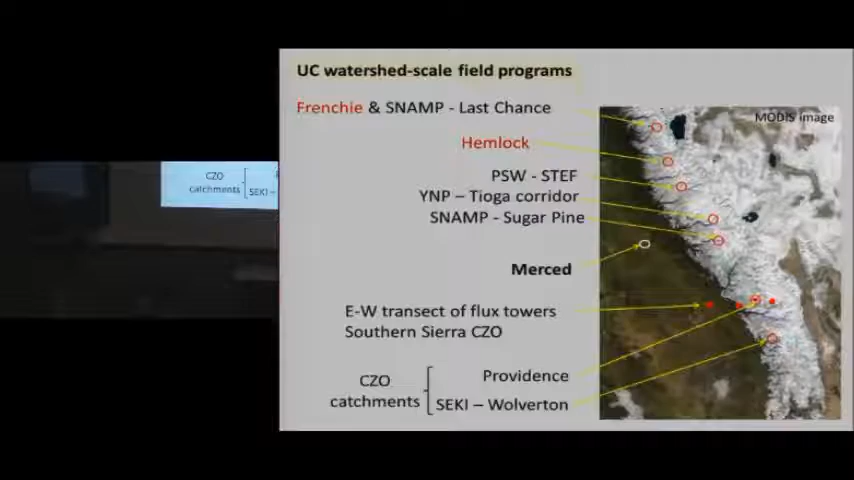 UC watershed-scale field programs
Frenchie & SNAMP - Last Chance
MODIS image
Hemlock
PSW - STEF
YNP – Tioga corridor
SNAMP - Sugar Pine
Merced
E-W transect of flux towers
Southern Sierra CZO
CZO
catchments
Providence
SEKI – Wolverton
CZO
catchments
SEKI –